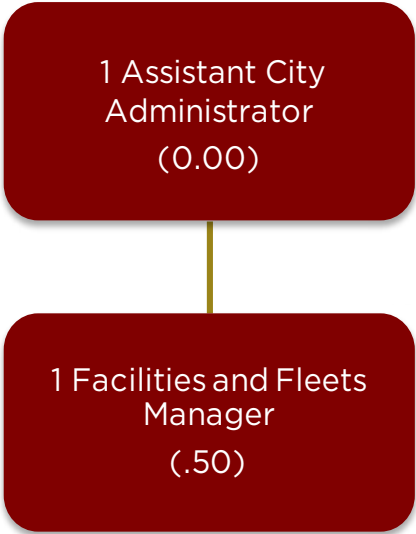 1 Assistant City
Administrator
(0.00)
1 Facilities and Fleets
Manager
(.50)